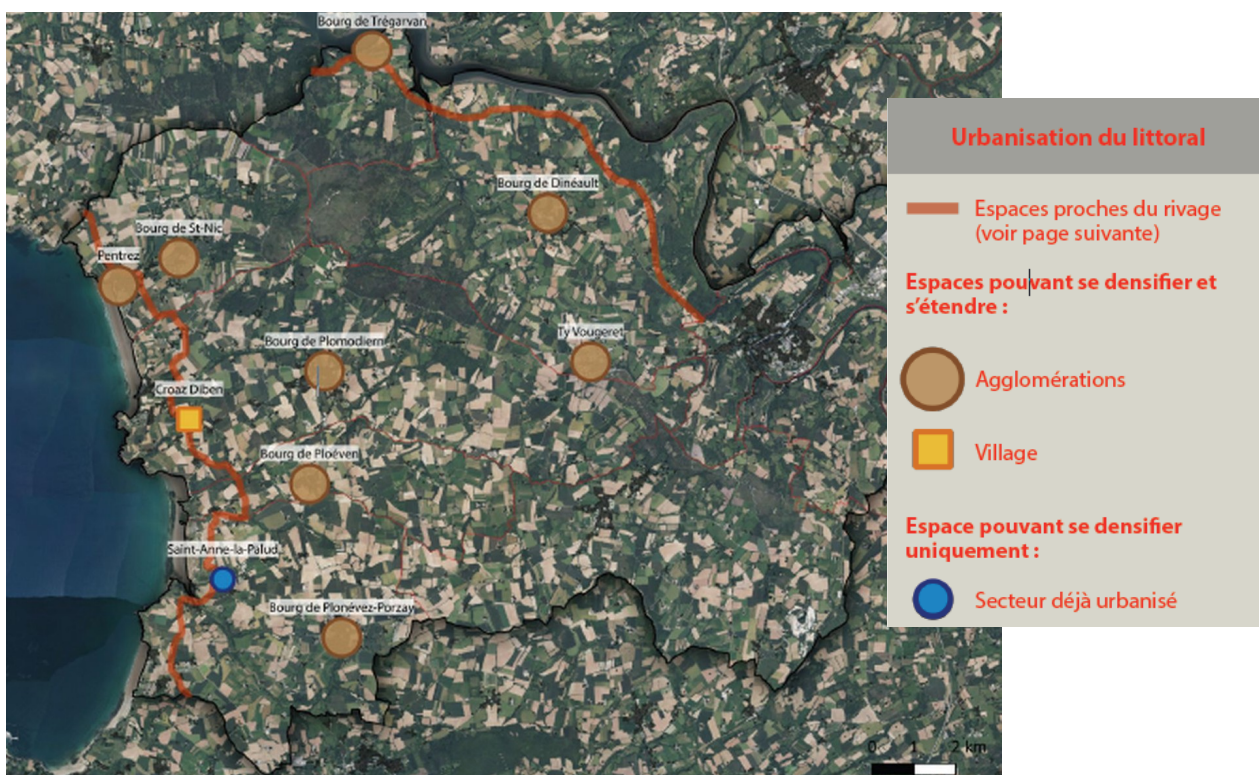 Bourg de Trégarvan
Urbanisation du littoral
Bourg de Dinéault
Espaces proches du rivage
(voir page suivante)
Bourg de St-Nic
Pentrez
Espaces pouvant se densifier et
s'étendre :
Ty Vougeret
Bourg de Plomodiern
Agglomérations
Croaz Diben
Village
Bourg de Ploéven
Espace pouvant se densifier
uniquement :
Saint-Anne-la-Palud
Secteur déjà urbanisé
Bourg de Plonévez-Porzay
0 1 2 km